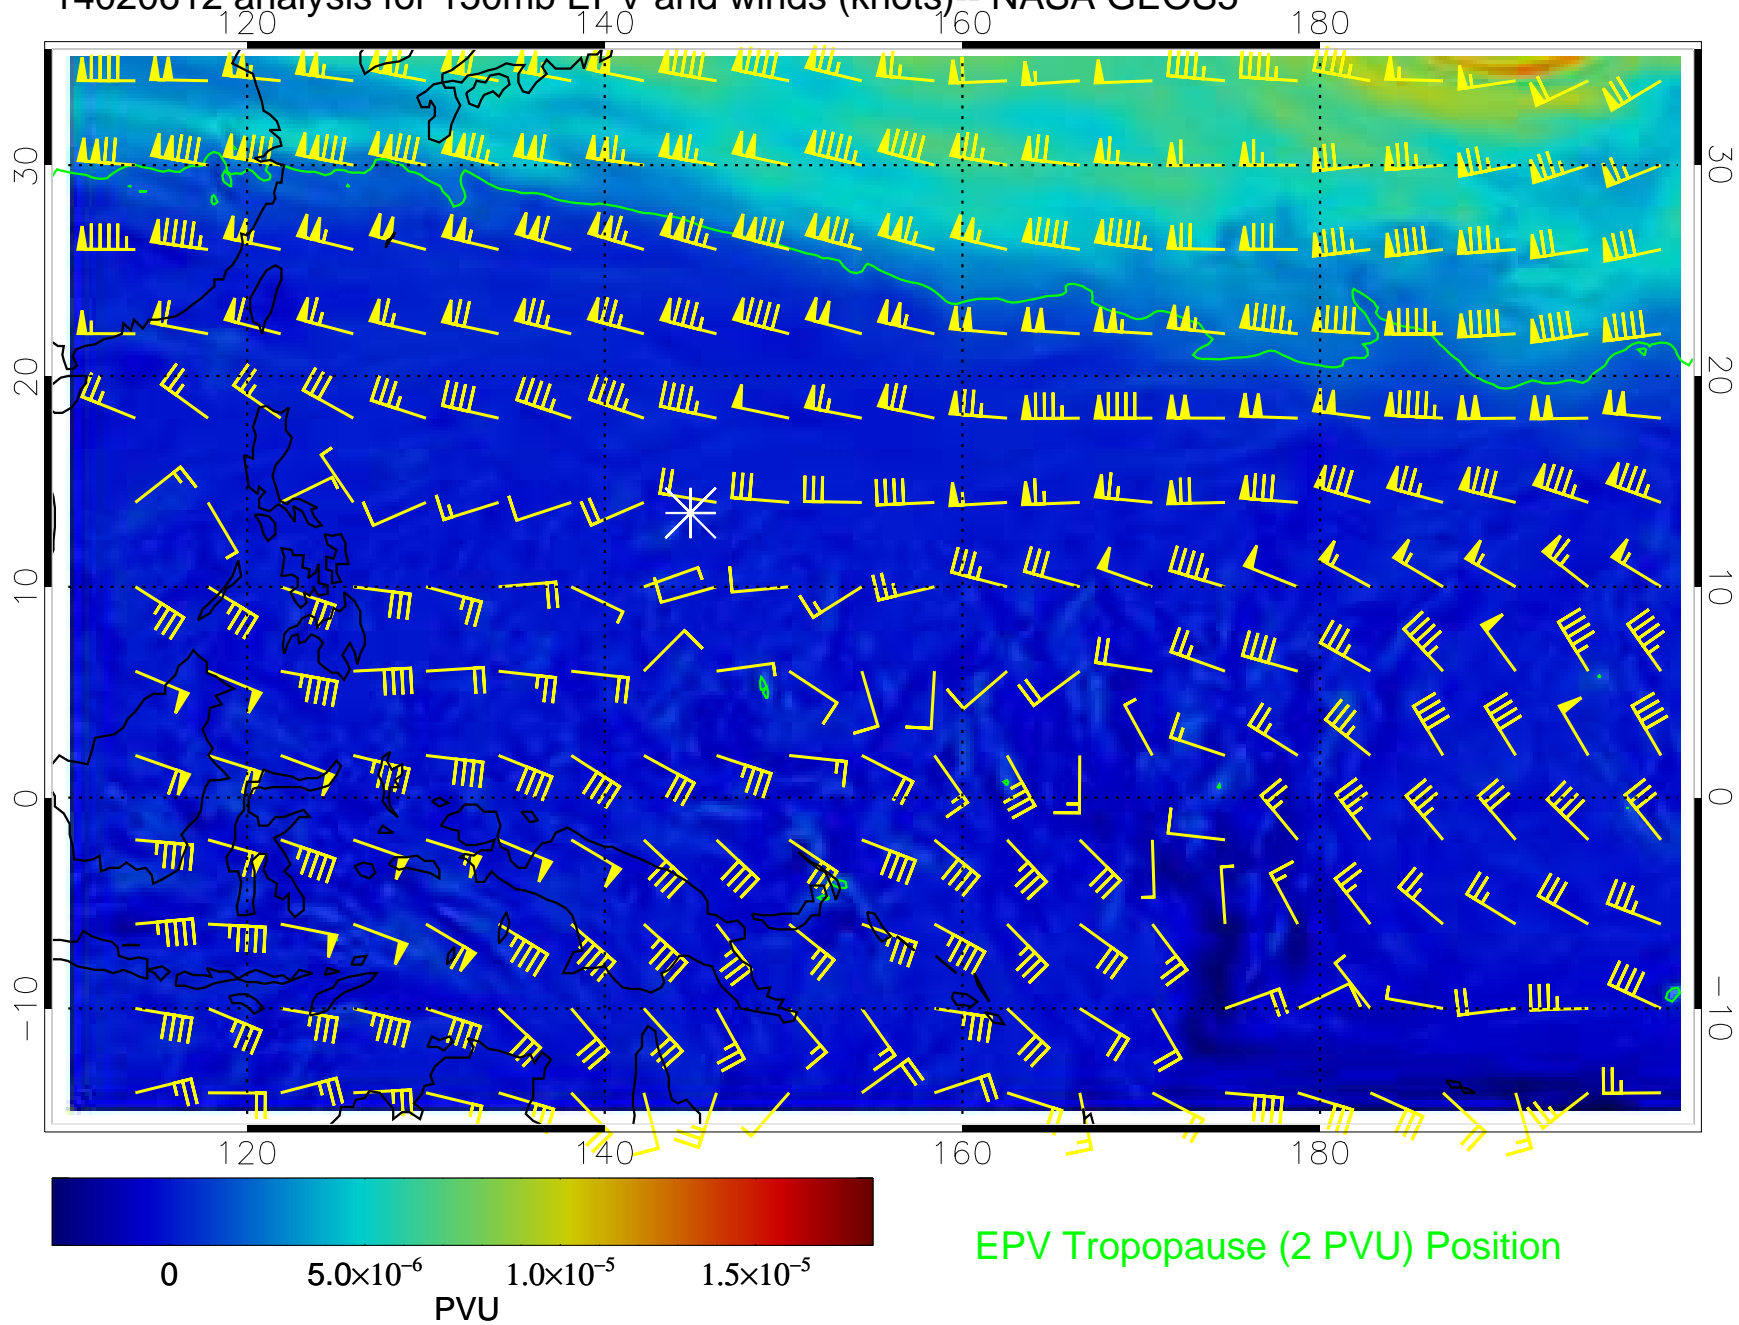 14020612 analysis for 150mb EPV and winds (knots)-- NASA GEOS5
120 140 160 180
30 30
20 20
10 10
0 0
−10 −10
120 140 160 180
0 5.0×10⁻⁶ 1.0×10⁻⁵ 1.5×10⁻⁵
PVU
EPV Tropopause (2 PVU) Position